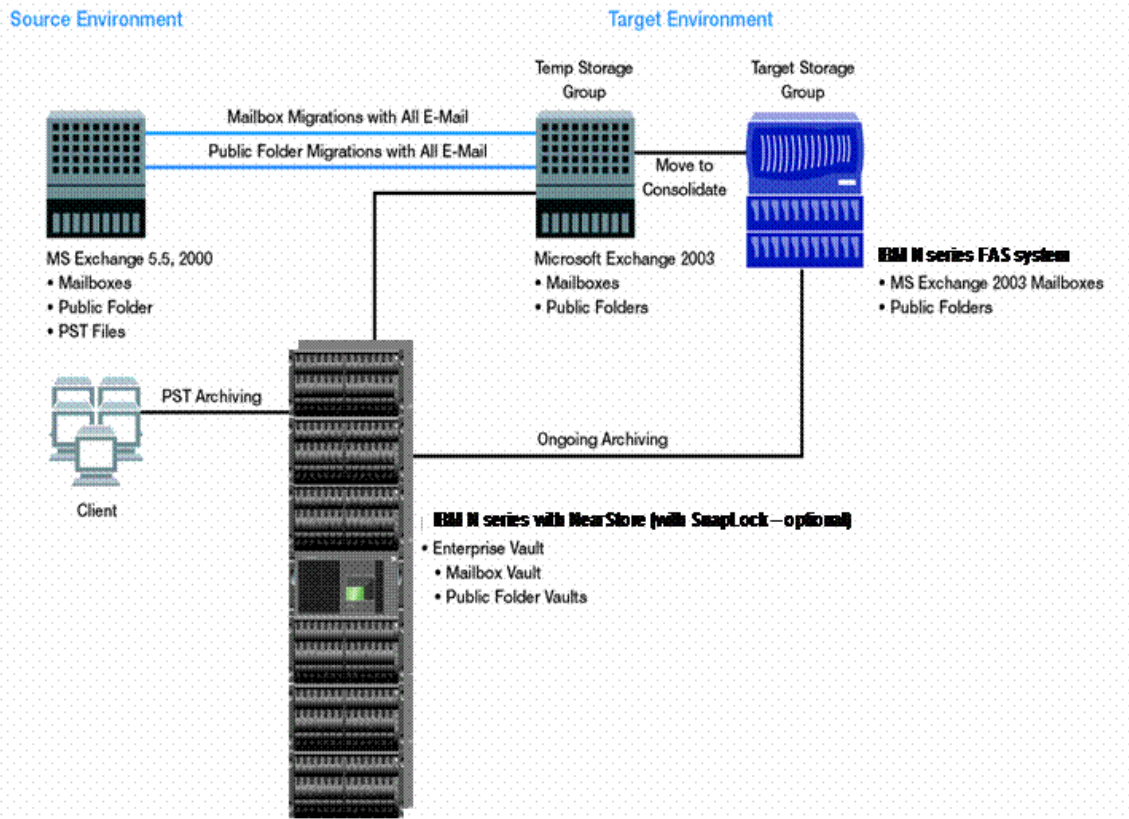 Source Environment
Target Environment
Temp Storage
Group
Target Storage
Group
Mailbox Migrations with All E-Mail
Public Folder Migrations with All E-Mail
Move to
Consolidate
MS Exchange 5.5, 2000
• Mailboxes
• Public Folder
• PST Files
Microsoft Exchange 2003
• Mailboxes
• Public Folders
IBM N series FAS system
• MS Exchange 2003 Mailboxes
• Public Folders
PST Archiving
Client
Ongoing Archiving
IBM N series with NearStore (with SnapLock – optional)
• Enterprise Vault
• Mailbox Vault
• Public Folder Vaults